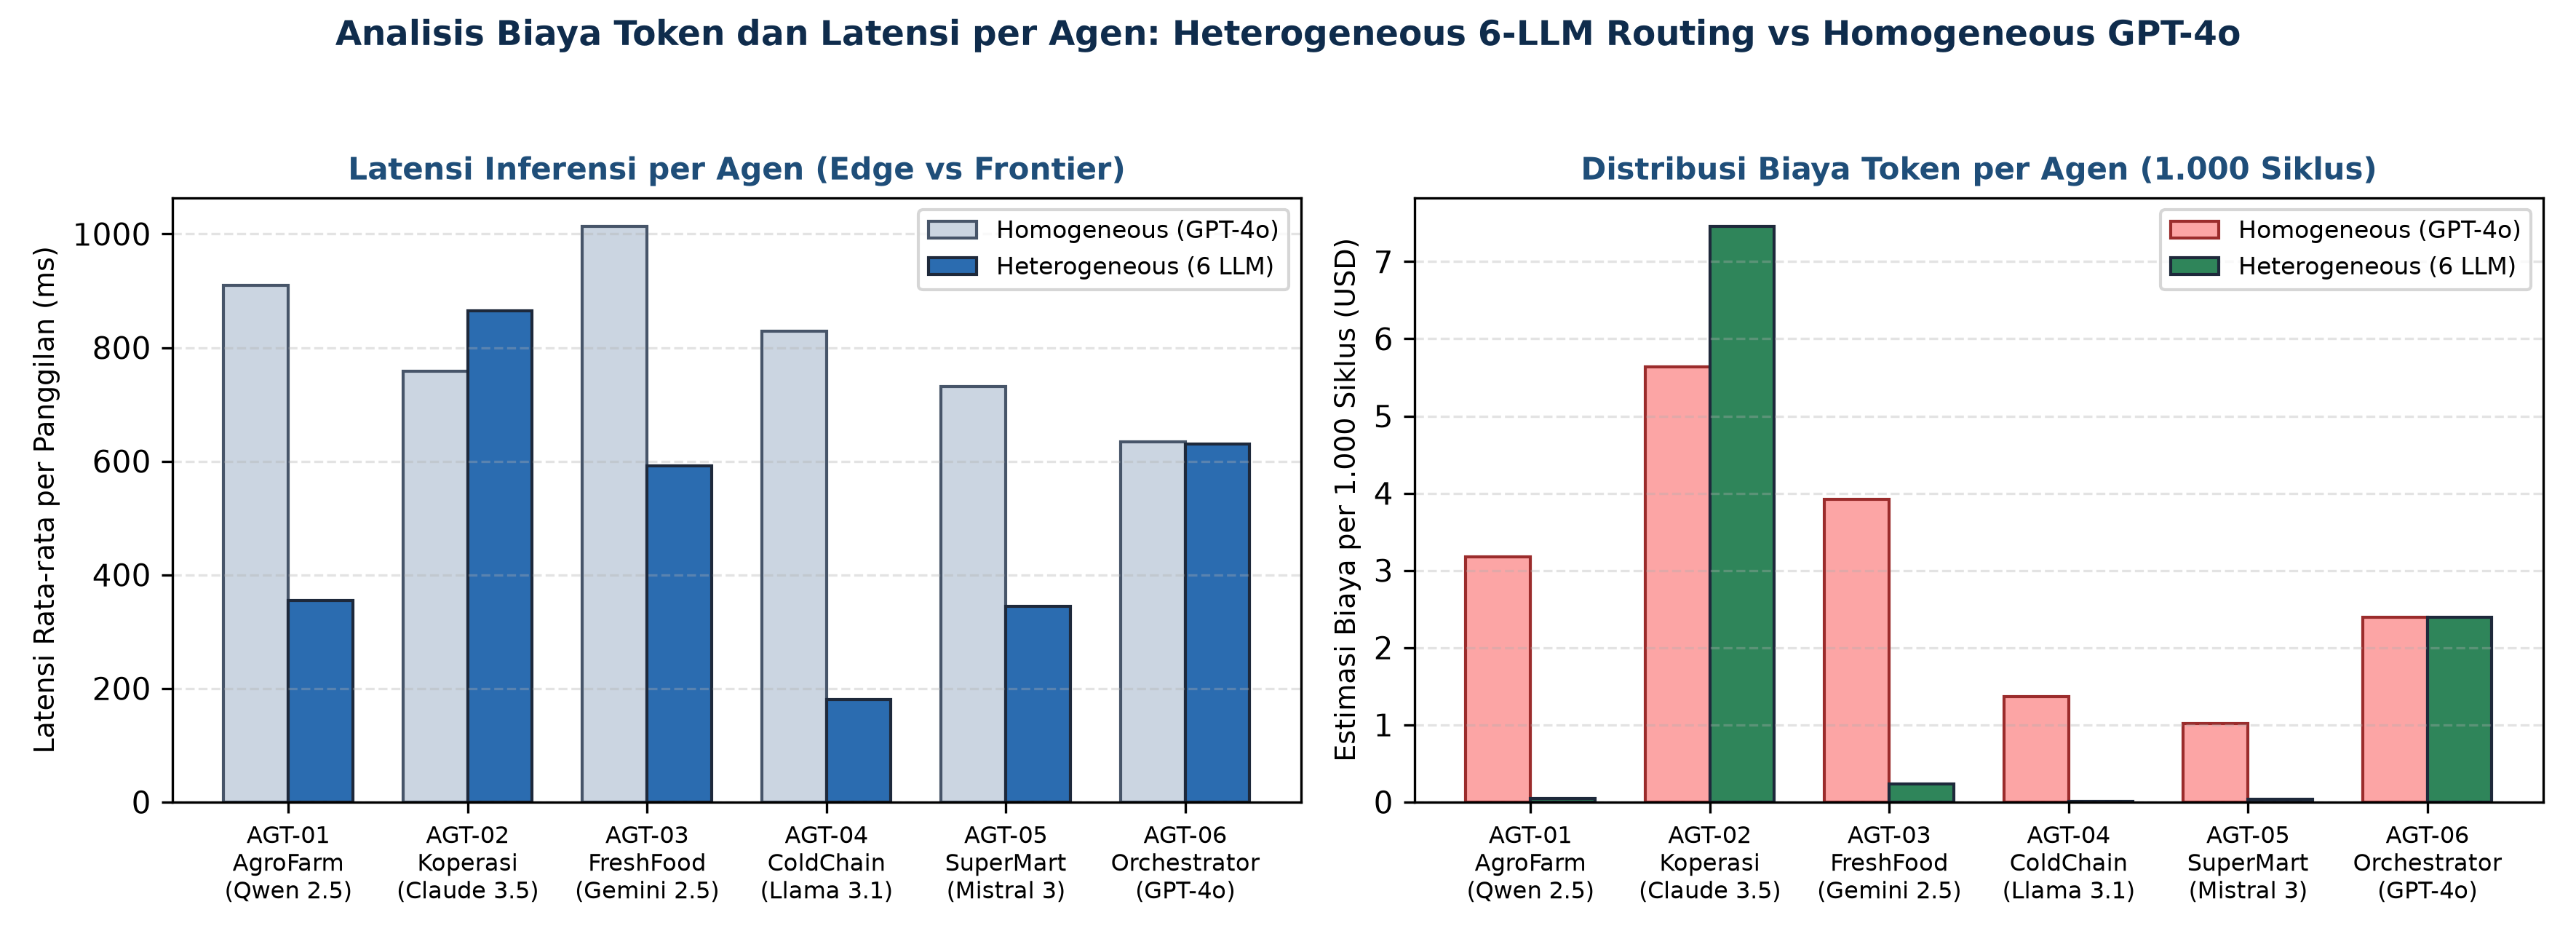 Analisis Biaya Token dan Latensi per Agen: Heterogeneous 6-LLM Routing vs Homogeneous GPT-4o
Latensi Inferensi per Agen (Edge vs Frontier)
Latensi Rata-rata per Panggilan (ms)
1000
800
600
400
200
0
Homogeneous (GPT-4o)
Heterogeneous (6 LLM)
AGT-01
AgroFarm
(Qwen 2.5)
AGT-02
Koperasi
(Claude 3.5)
AGT-03
FreshFood
(Gemini 2.5)
AGT-04
ColdChain
(Llama 3.1)
AGT-05
SuperMart
(Mistral 3)
AGT-06
Orchestrator
(GPT-4o)
Distribusi Biaya Token per Agen (1.000 Siklus)
Estimasi Biaya per 1.000 Siklus (USD)
7
6
5
4
3
2
1
0
Homogeneous (GPT-4o)
Heterogeneous (6 LLM)
AGT-01
AgroFarm
(Qwen 2.5)
AGT-02
Koperasi
(Claude 3.5)
AGT-03
FreshFood
(Gemini 2.5)
AGT-04
ColdChain
(Llama 3.1)
AGT-05
SuperMart
(Mistral 3)
AGT-06
Orchestrator
(GPT-4o)